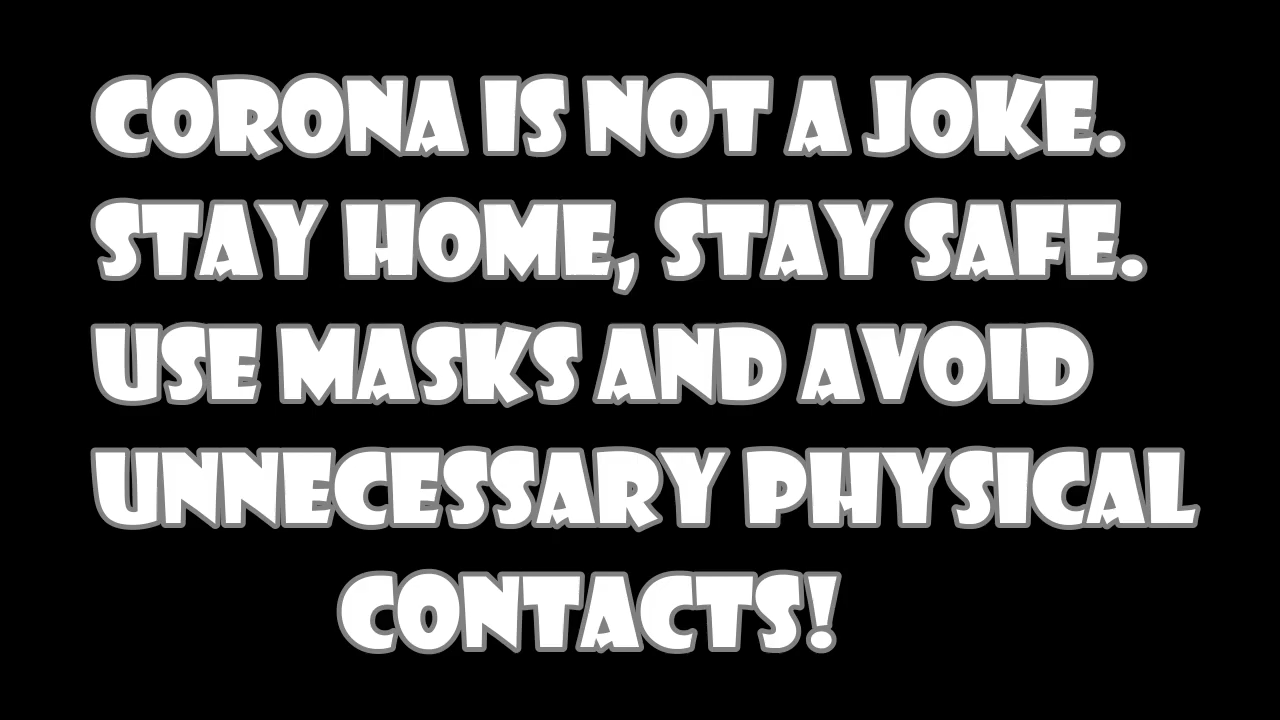 CORONA IS NOT A JOKE.
STAY HOME, STAY SAFE.
USE MASKS AND AVOID
UNNECESSARY PHYSICAL
CONTACTS!